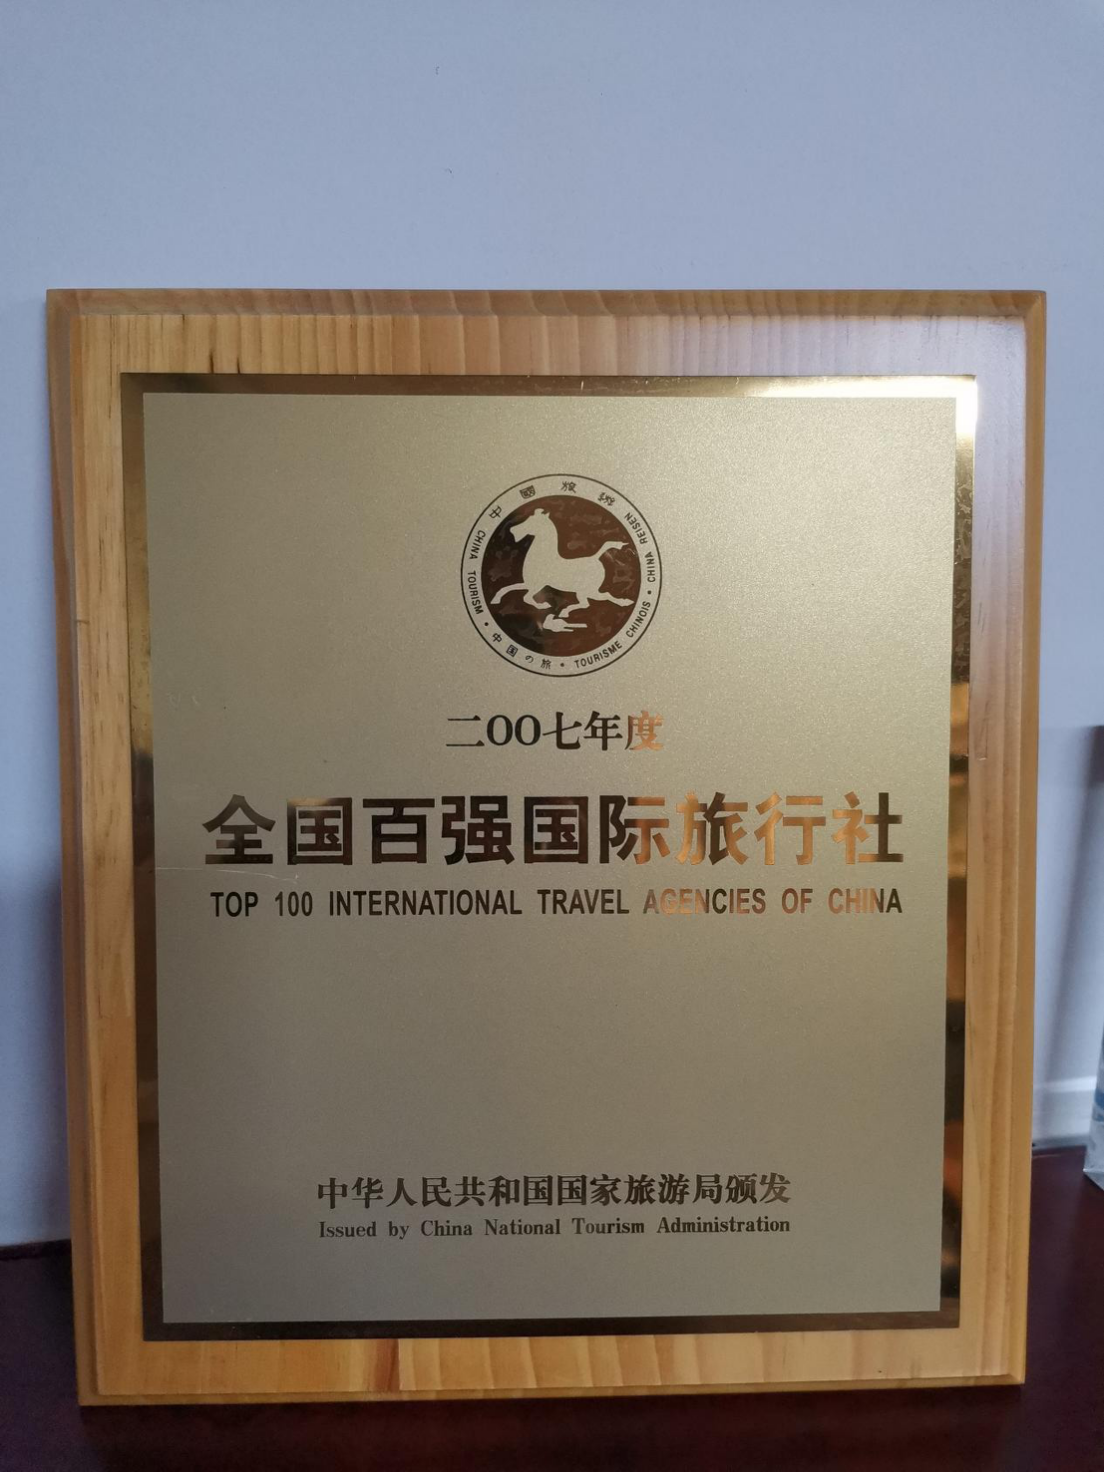 中國旅游
CHINA TOURISM • 中国の旅 • TOURISME CHINOIS • CHINA REISEN
二OO七年度
全国百强国际旅行社
TOP 100 INTERNATIONAL TRAVEL AGENCIES OF CHINA
中华人民共和国国家旅游局颁发
Issued by China National Tourism Administration